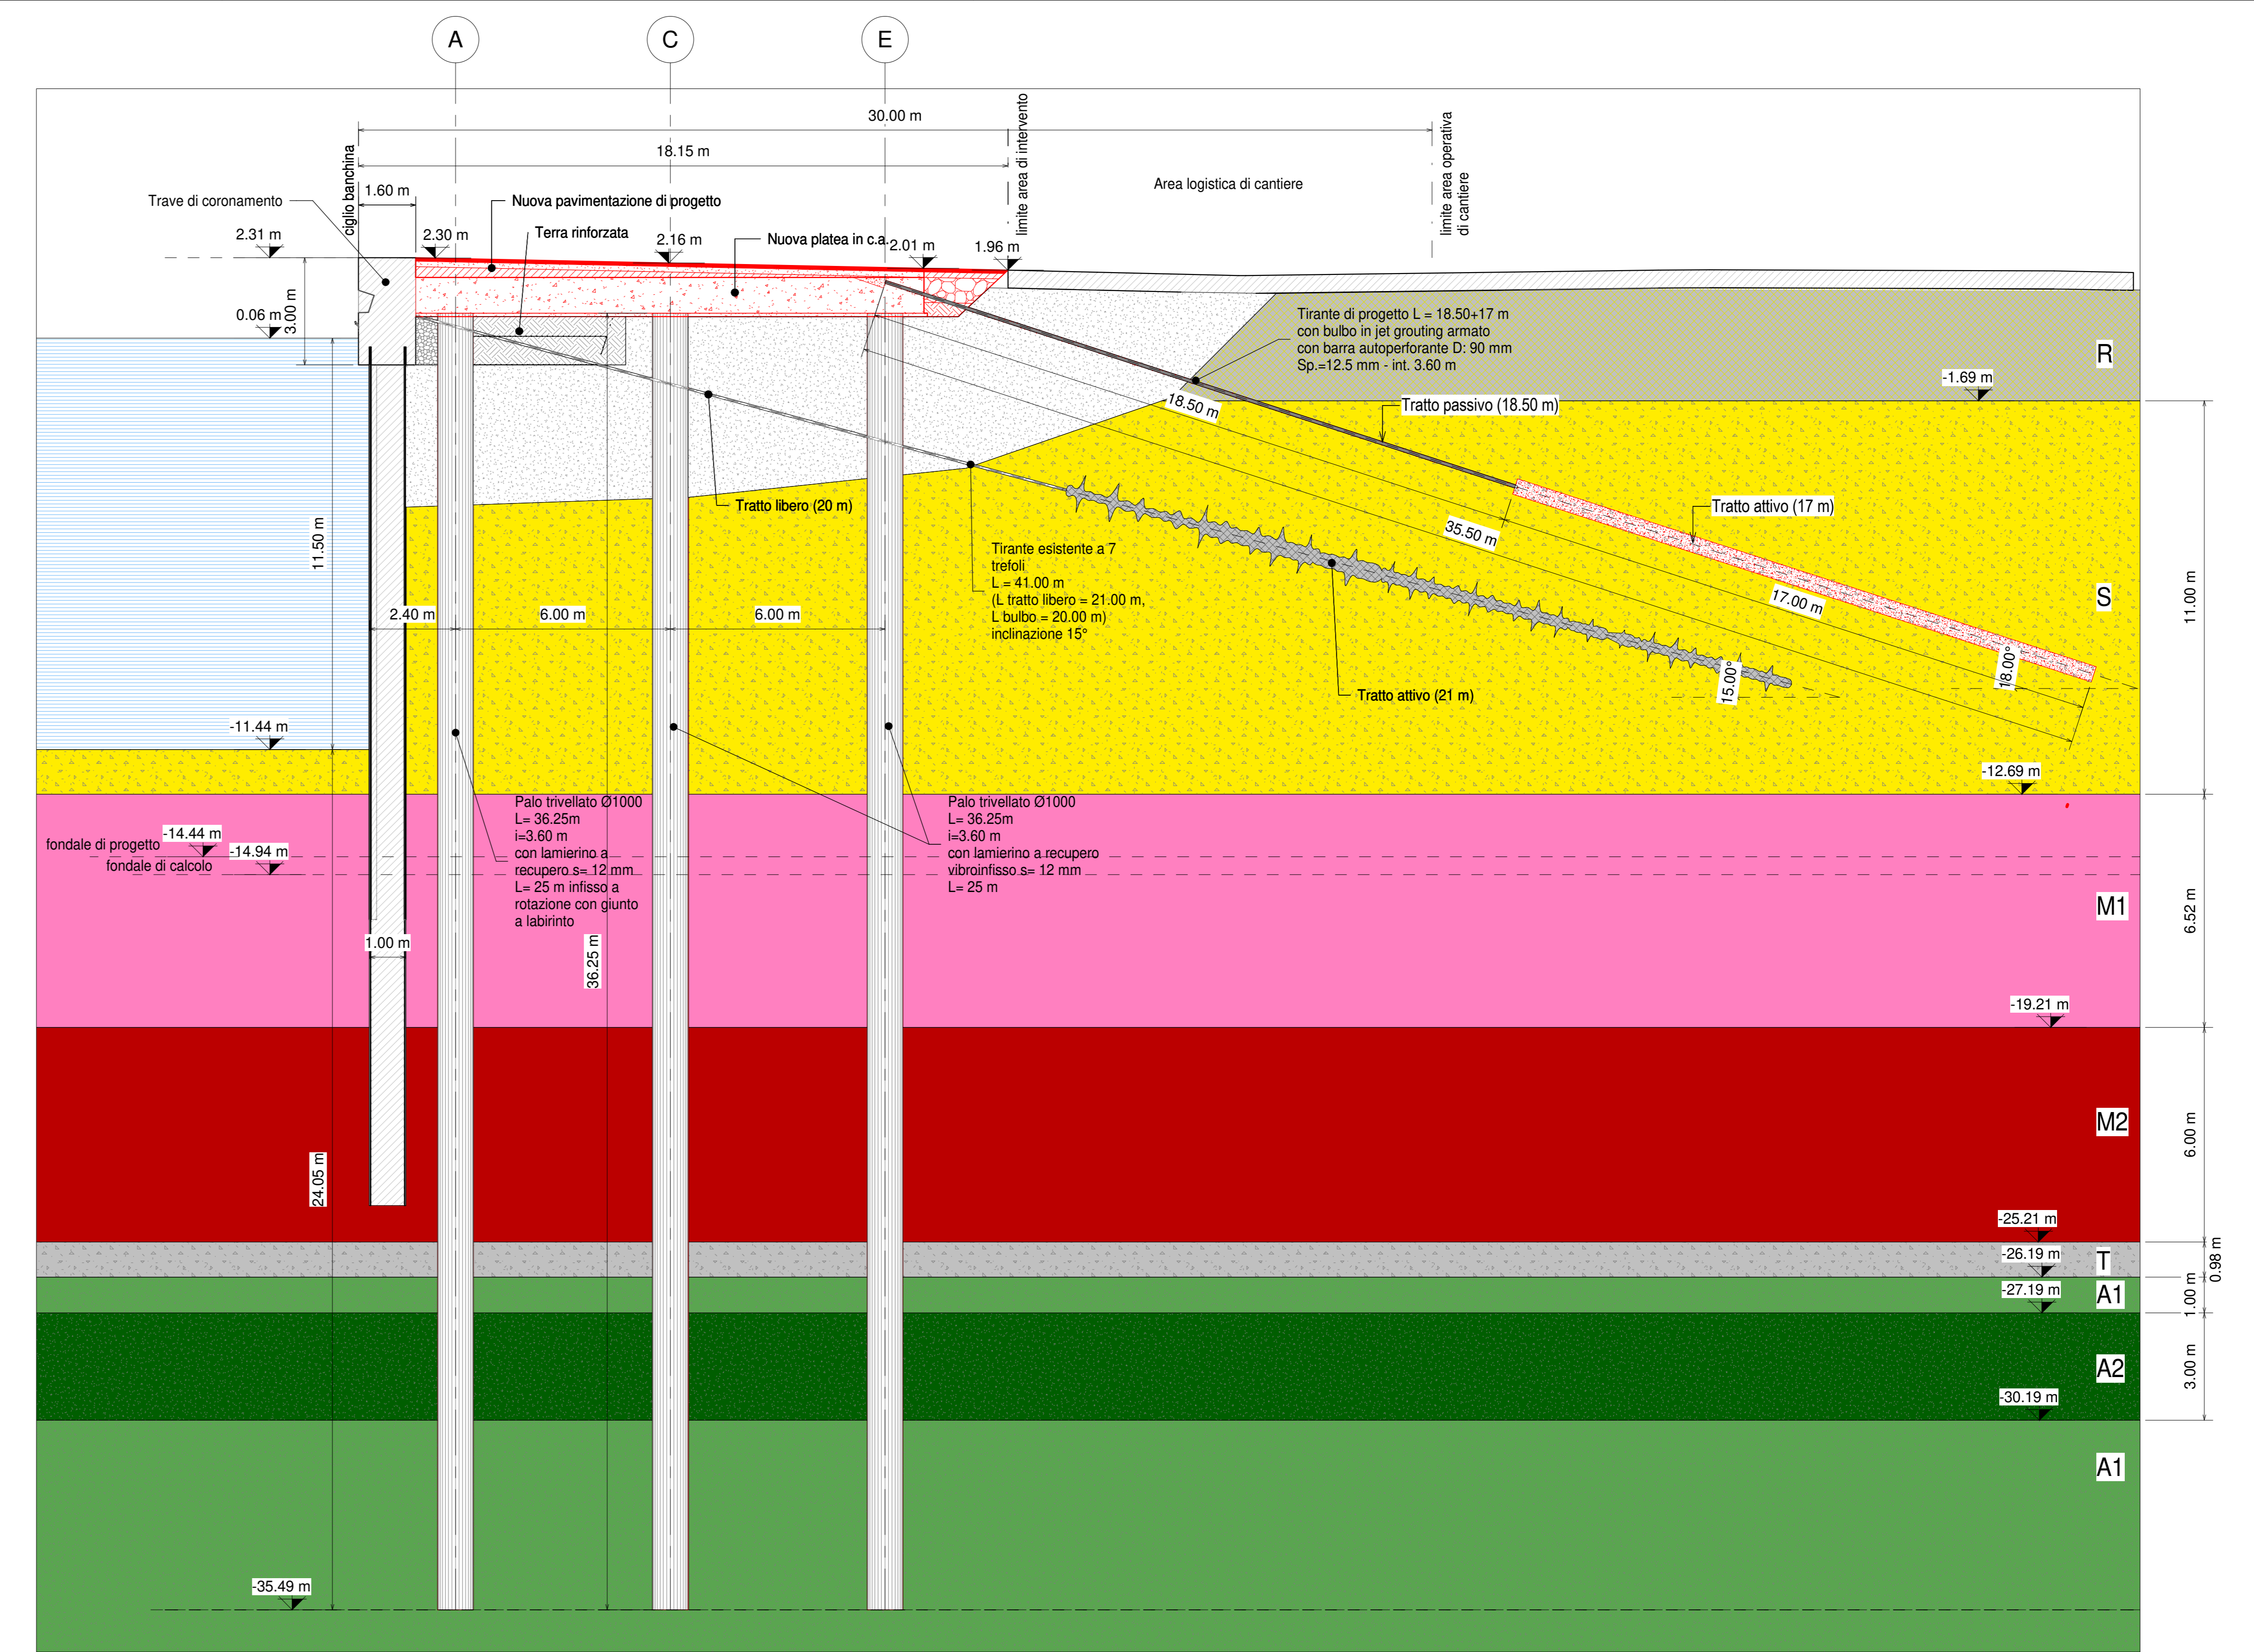 A
C
E
30.00 m
18.15 m
1.60 m
ciglio banchina
limite area di intervento
limite area operativa
di cantiere
Area logistica di cantiere
Trave di coronamento
Nuova pavimentazione di progetto
Terra rinforzata
Nuova platea in c.a.
2.31 m
2.30 m
2.16 m
2.01 m
1.96 m
0.06 m
3.00 m
Tirante di progetto L = 18.50+17 m
con bulbo in jet grouting armato
con barra autoperforante D: 90 mm
Sp.=12.5 mm - int. 3.60 m
R
-1.69 m
18.50 m
Tratto passivo (18.50 m)
Tratto libero (20 m)
35.50 m
Tratto attivo (17 m)
11.50 m
Tirante esistente a 7
trefoli
L = 41.00 m
(L tratto libero = 21.00 m,
L bulbo = 20.00 m)
inclinazione 15°
17.00 m
S
11.00 m
2.40 m
6.00 m
6.00 m
15.00°
18.00°
Tratto attivo (21 m)
-11.44 m
-12.69 m
Palo trivellato Ø1000
L= 36.25m
i=3.60 m
con lamierino a
recupero s= 12 mm
L= 25 m infisso a
rotazione con giunto
a labirinto
Palo trivellato Ø1000
L= 36.25m
i=3.60 m
con lamierino a recupero
vibroinfisso s= 12 mm
L= 25 m
fondale di progetto
-14.44 m
fondale di calcolo
-14.94 m
M1
6.52 m
1.00 m
36.25 m
-19.21 m
M2
6.00 m
24.05 m
-25.21 m
-26.19 m
T
0.98 m
-27.19 m
A1
1.00 m
A2
3.00 m
-30.19 m
A1
-35.49 m